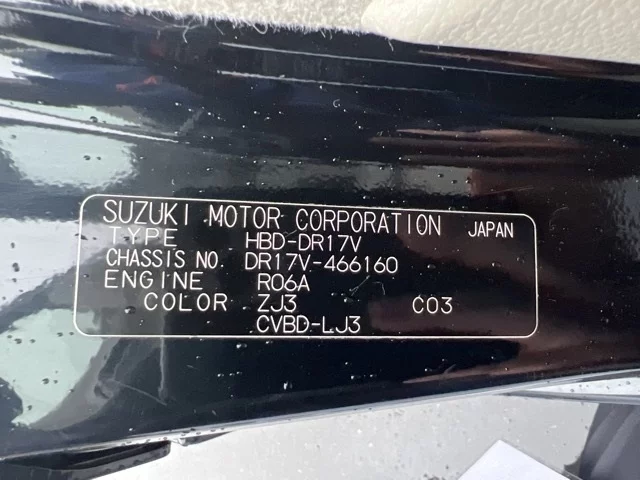 SUZUKI MOTOR CORPORATION JAPAN
TYPE HBD-DR17V
CHASSIS NO. DR17V-466160
ENGINE R06A
COLOR ZJ3 C03
CVBD-LJ3